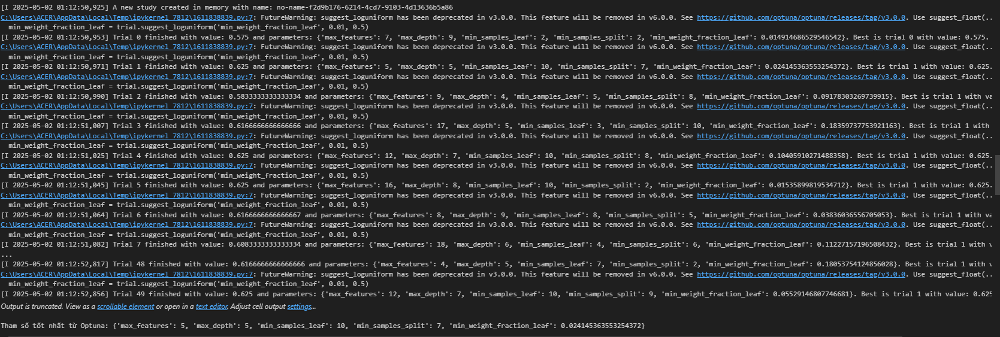 [I 2025-05-02 01:12:50,925] A new study created in memory with name: no-name-f2d9b176-6214-4cd7-9103-4d13636b5a86
C:\Users\ACER\AppData\Local\Temp\ipykernel_7812\1611838839.py:7: FutureWarning: suggest_loguniform has been deprecated in v3.0.0. This feature will be removed in v6.0.0. See https://github.com/optuna/optuna/releases/tag/v3.0.0. Use suggest_float(..
  min_weight_fraction_leaf = trial.suggest_loguniform('min_weight_fraction_leaf', 0.01, 0.5)
[I 2025-05-02 01:12:50,953] Trial 0 finished with value: 0.575 and parameters: {'max_features': 7, 'max_depth': 9, 'min_samples_leaf': 2, 'min_samples_split': 2, 'min_weight_fraction_leaf': 0.014914686529546542}. Best is trial 0 with value: 0.575.
C:\Users\ACER\AppData\Local\Temp\ipykernel_7812\1611838839.py:7: FutureWarning: suggest_loguniform has been deprecated in v3.0.0. This feature will be removed in v6.0.0. See https://github.com/optuna/optuna/releases/tag/v3.0.0. Use suggest_float(..
  min_weight_fraction_leaf = trial.suggest_loguniform('min_weight_fraction_leaf', 0.01, 0.5)
[I 2025-05-02 01:12:50,971] Trial 1 finished with value: 0.625 and parameters: {'max_features': 5, 'max_depth': 5, 'min_samples_leaf': 10, 'min_samples_split': 7, 'min_weight_fraction_leaf': 0.024145363553254372}. Best is trial 1 with value: 0.625.
C:\Users\ACER\AppData\Local\Temp\ipykernel_7812\1611838839.py:7: FutureWarning: suggest_loguniform has been deprecated in v3.0.0. This feature will be removed in v6.0.0. See https://github.com/optuna/optuna/releases/tag/v3.0.0. Use suggest_float(..
  min_weight_fraction_leaf = trial.suggest_loguniform('min_weight_fraction_leaf', 0.01, 0.5)
[I 2025-05-02 01:12:50,990] Trial 2 finished with value: 0.5833333333333334 and parameters: {'max_features': 9, 'max_depth': 4, 'min_samples_leaf': 5, 'min_samples_split': 8, 'min_weight_fraction_leaf': 0.09178303269739915}. Best is trial 1 with va
C:\Users\ACER\AppData\Local\Temp\ipykernel_7812\1611838839.py:7: FutureWarning: suggest_loguniform has been deprecated in v3.0.0. This feature will be removed in v6.0.0. See https://github.com/optuna/optuna/releases/tag/v3.0.0. Use suggest_float(..
  min_weight_fraction_leaf = trial.suggest_loguniform('min_weight_fraction_leaf', 0.01, 0.5)
[I 2025-05-02 01:12:51,007] Trial 3 finished with value: 0.6166666666666666 and parameters: {'max_features': 17, 'max_depth': 5, 'min_samples_leaf': 3, 'min_samples_split': 10, 'min_weight_fraction_leaf': 0.18359737753921163}. Best is trial 1 with
C:\Users\ACER\AppData\Local\Temp\ipykernel_7812\1611838839.py:7: FutureWarning: suggest_loguniform has been deprecated in v3.0.0. This feature will be removed in v6.0.0. See https://github.com/optuna/optuna/releases/tag/v3.0.0. Use suggest_float(..
  min_weight_fraction_leaf = trial.suggest_loguniform('min_weight_fraction_leaf', 0.01, 0.5)
[I 2025-05-02 01:12:51,025] Trial 4 finished with value: 0.625 and parameters: {'max_features': 12, 'max_depth': 7, 'min_samples_leaf': 10, 'min_samples_split': 8, 'min_weight_fraction_leaf': 0.10405910271488358}. Best is trial 1 with value: 0.625.
C:\Users\ACER\AppData\Local\Temp\ipykernel_7812\1611838839.py:7: FutureWarning: suggest_loguniform has been deprecated in v3.0.0. This feature will be removed in v6.0.0. See https://github.com/optuna/optuna/releases/tag/v3.0.0. Use suggest_float(..
  min_weight_fraction_leaf = trial.suggest_loguniform('min_weight_fraction_leaf', 0.01, 0.5)
[I 2025-05-02 01:12:51,045] Trial 5 finished with value: 0.625 and parameters: {'max_features': 16, 'max_depth': 8, 'min_samples_leaf': 10, 'min_samples_split': 2, 'min_weight_fraction_leaf': 0.01535899819534712}. Best is trial 1 with value: 0.625.
C:\Users\ACER\AppData\Local\Temp\ipykernel_7812\1611838839.py:7: FutureWarning: suggest_loguniform has been deprecated in v3.0.0. This feature will be removed in v6.0.0. See https://github.com/optuna/optuna/releases/tag/v3.0.0. Use suggest_float(..
  min_weight_fraction_leaf = trial.suggest_loguniform('min_weight_fraction_leaf', 0.01, 0.5)
[I 2025-05-02 01:12:51,064] Trial 6 finished with value: 0.6166666666666667 and parameters: {'max_features': 8, 'max_depth': 9, 'min_samples_leaf': 8, 'min_samples_split': 5, 'min_weight_fraction_leaf': 0.03836036556705053}. Best is trial 1 with va
C:\Users\ACER\AppData\Local\Temp\ipykernel_7812\1611838839.py:7: FutureWarning: suggest_loguniform has been deprecated in v3.0.0. This feature will be removed in v6.0.0. See https://github.com/optuna/optuna/releases/tag/v3.0.0. Use suggest_float(..
  min_weight_fraction_leaf = trial.suggest_loguniform('min_weight_fraction_leaf', 0.01, 0.5)
[I 2025-05-02 01:12:51,082] Trial 7 finished with value: 0.6083333333333334 and parameters: {'max_features': 18, 'max_depth': 6, 'min_samples_leaf': 4, 'min_samples_split': 6, 'min_weight_fraction_leaf': 0.11227157196508432}. Best is trial 1 with v
...
[I 2025-05-02 01:12:52,817] Trial 48 finished with value: 0.6166666666666666 and parameters: {'max_features': 4, 'max_depth': 5, 'min_samples_leaf': 7, 'min_samples_split': 2, 'min_weight_fraction_leaf': 0.18053754124856028}. Best is trial 1 with v
C:\Users\ACER\AppData\Local\Temp\ipykernel_7812\1611838839.py:7: FutureWarning: suggest_loguniform has been deprecated in v3.0.0. This feature will be removed in v6.0.0. See https://github.com/optuna/optuna/releases/tag/v3.0.0. Use suggest_float(..
  min_weight_fraction_leaf = trial.suggest_loguniform('min_weight_fraction_leaf', 0.01, 0.5)
[I 2025-05-02 01:12:52,856] Trial 49 finished with value: 0.625 and parameters: {'max_features': 12, 'max_depth': 7, 'min_samples_leaf': 10, 'min_samples_split': 9, 'min_weight_fraction_leaf': 0.05529146807746681}. Best is trial 1 with value: 0.625
Output is truncated. View as a scrollable element or open in a text editor. Adjust cell output settings...
Tham số tốt nhất từ Optuna: {'max_features': 5, 'max_depth': 5, 'min_samples_leaf': 10, 'min_samples_split': 7, 'min_weight_fraction_leaf': 0.024145363553254372}